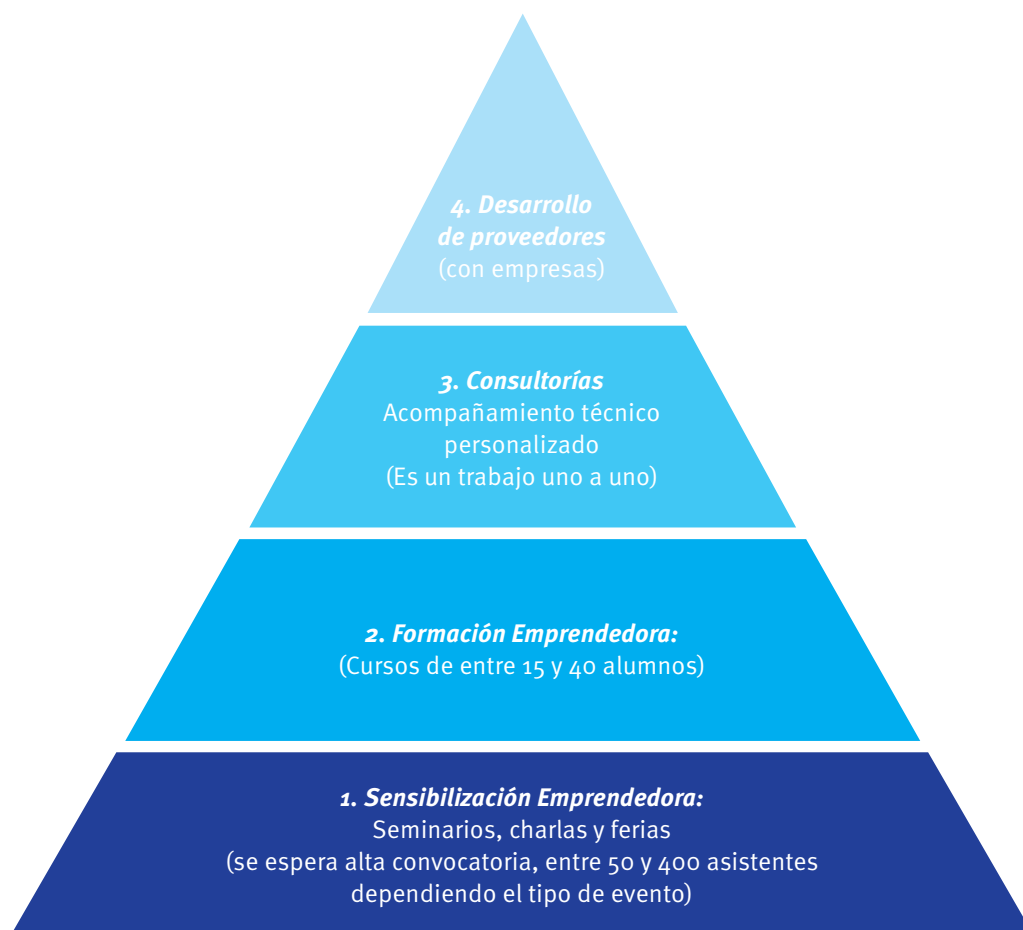 4. Desarrollo
de proveedores
(con empresas)
3. Consultorías
Acompañamiento técnico
personalizado
(Es un trabajo uno a uno)
2. Formación Emprendedora:
(Cursos de entre 15 y 40 alumnos)
1. Sensibilización Emprendedora:
Seminarios, charlas y ferias
(se espera alta convocatoria, entre 50 y 400 asistentes
dependiendo el tipo de evento)